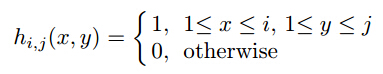 h_{i,j}(x, y) = { 1, 1≤ x ≤ i, 1≤ y ≤ j
0, otherwise